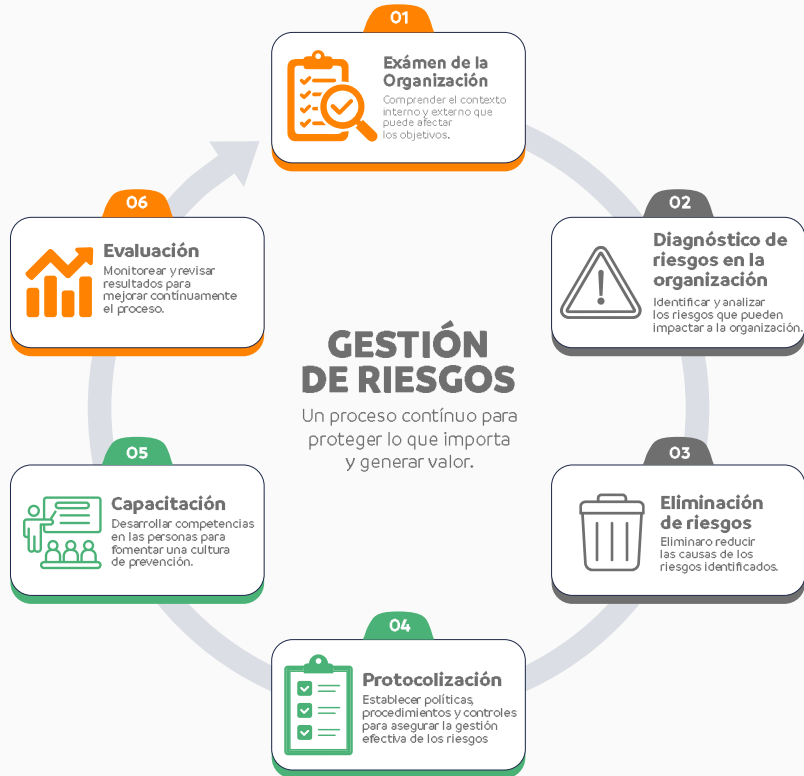 01
Exámen de la
Organización
Comprender el contexto
interno y externo que
puede afectar
los objetivos.
02
Diagnóstico de
riesgos en la
organización
Identificar y analizar
los riesgos que pueden
impactar a la organización.
03
Eliminación
de riesgos
Eliminaro reducir
las causas de los
riesgos identificados.
04
Protocolización
Establecer políticas,
procedimientos y controles
para asegurar la gestión
efectiva de los riesgos
05
Capacitación
Desarrollar competencias
en las personas para
fomentar una cultura
de prevención.
06
Evaluación
Monitorear y revisar
resultados para
mejorar contínuamente
el proceso.
GESTIÓN
DE RIESGOS
Un proceso contínuo para
proteger lo que importa
y generar valor.